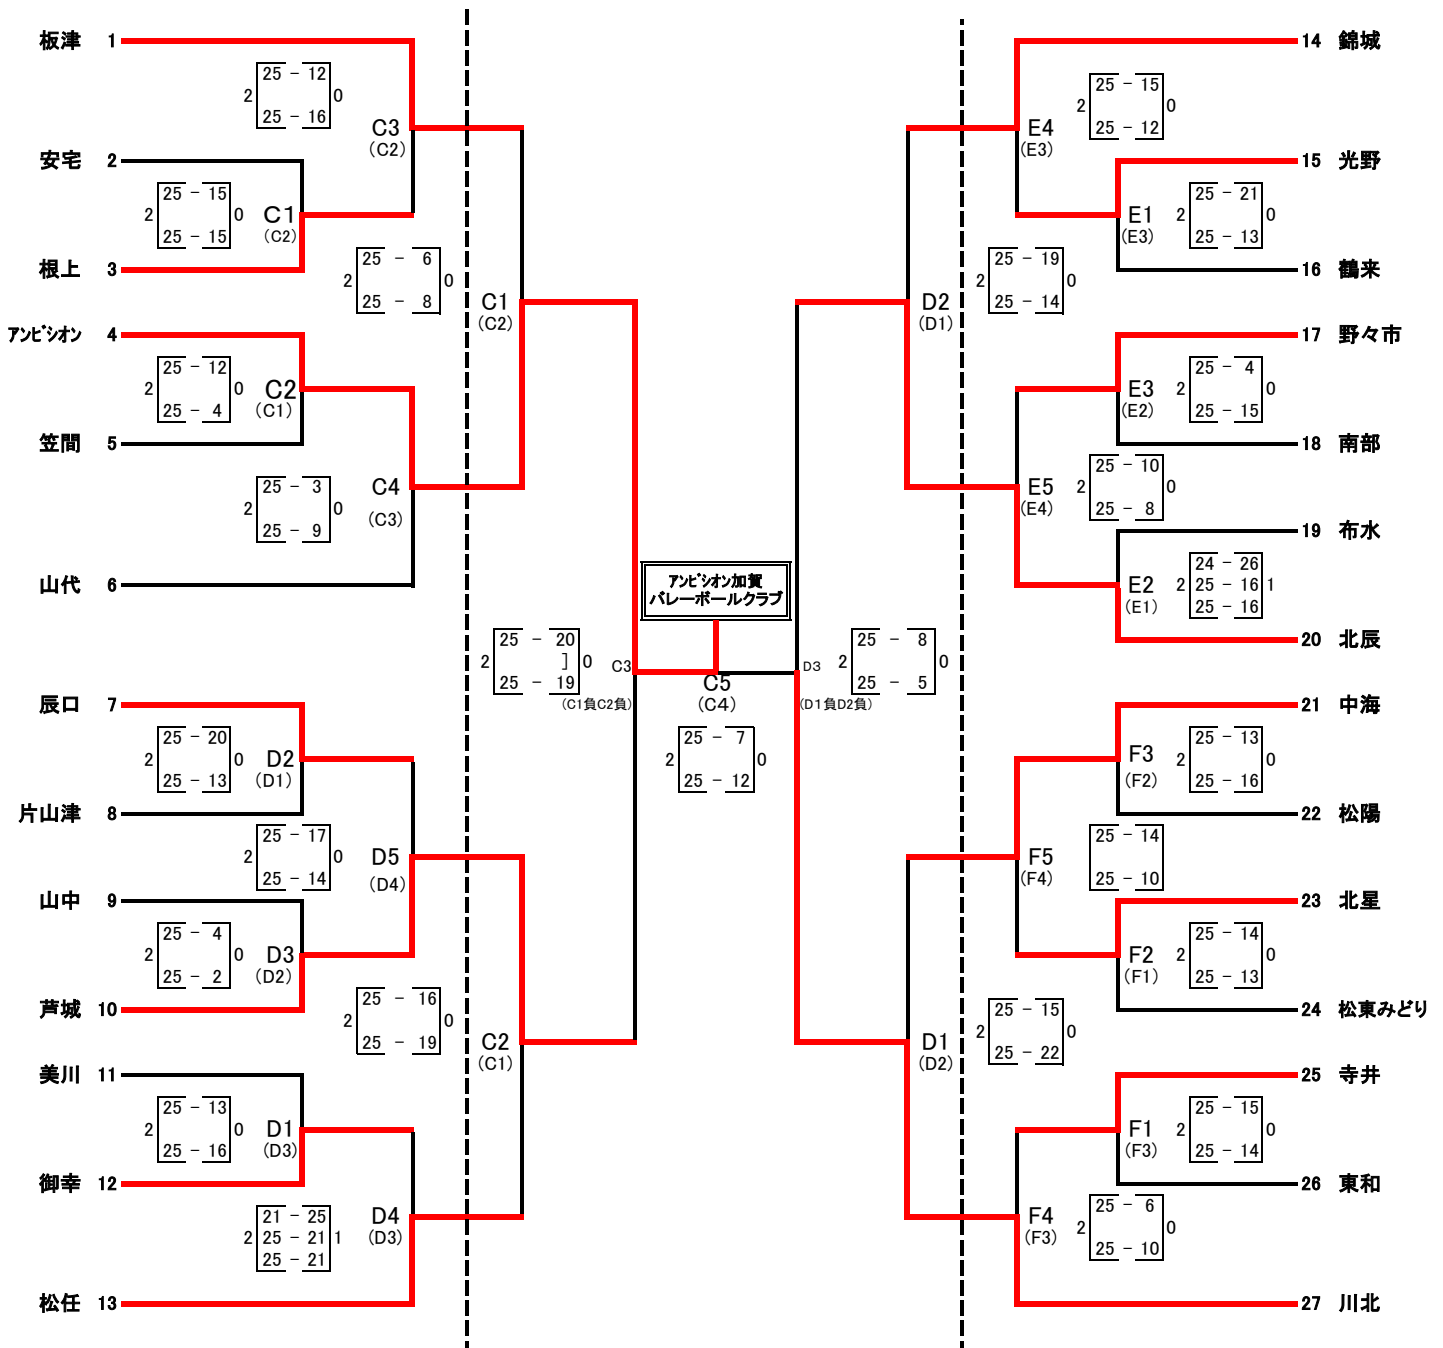 板津 1
25 - 12
2 0
25 - 16
C3
(C2)
安宅 2
25 - 15
2 0
25 - 15
C1
(C2)
根上 3
25 - 6
2 0
25 - 8
C1
(C2)
アンビシオン 4
25 - 12
2 0
25 - 4
C2
(C1)
笠間 5
25 - 3
2 0
25 - 9
C4
(C3)
山代 6
25 - 20
2 ] 0
25 - 19
C3
(C1負C2負)
辰口 7
25 - 20
2 0
25 - 13
D2
(D1)
片山津 8
25 - 17
2 0
25 - 14
D5
(D4)
山中 9
25 - 4
2 0
25 - 2
D3
(D2)
芦城 10
25 - 16
2 0
25 - 19
C2
(C1)
美川 11
25 - 13
2 0
25 - 16
D1
(D3)
御幸 12
21 - 25
2 25 - 21 1
25 - 21
D4
(D3)
松任 13
アンビシオン加賀
バレーボールクラブ
C5
(C4)
25 - 7
2 0
25 - 12
14 錦城
E4
(E3)
25 - 15
2 0
25 - 12
15 光野
E1
(E3)
25 - 21
2 0
25 - 13
16 鶴来
D2
(D1)
25 - 19
2 0
25 - 14
17 野々市
E3
(E2)
25 - 4
2 0
25 - 15
18 南部
E5
(E4)
25 - 10
2 0
25 - 8
19 布水
E2
(E1)
24 - 26
2 25 - 16 1
25 - 16
20 北辰
D3
(D1負D2負)
25 - 8
2 0
25 - 5
21 中海
F3
(F2)
25 - 13
2 0
25 - 16
22 松陽
F5
(F4)
25 - 14
25 - 10
23 北星
F2
(F1)
25 - 14
2 0
25 - 13
24 松東みどり
D1
(D2)
25 - 15
2 0
25 - 22
25 寺井
F1
(F3)
25 - 15
2 0
25 - 14
26 東和
F4
(F3)
25 - 6
2 0
25 - 10
27 川北